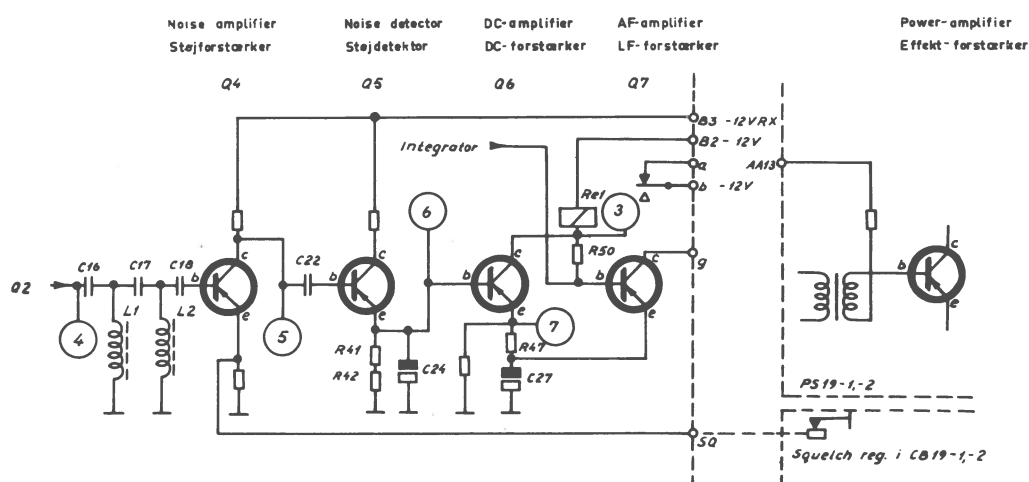 Noise amplifier
Støjforstærker
Q4
Noise detector
Støjdetektor
Q5
DC-amplifier
DC-forstærker
Q6
AF-amplifier
LF-forstærker
Q7
Power-amplifier
Effekt-forstærker
B3 -12VRX
Integrator
B2-12V
a
AA13
b -12V
Δ
Re1
3
6
R50
g
c
c
c
c
c
C16
C17
C18
b
C22
b
b
b
b
Q2
e
e
e
e
e
L1
L2
4
5
7
R41
R42
C24
R47
C27
PS19-1,-2
SQ
Squelch reg. i CB19-1,-2